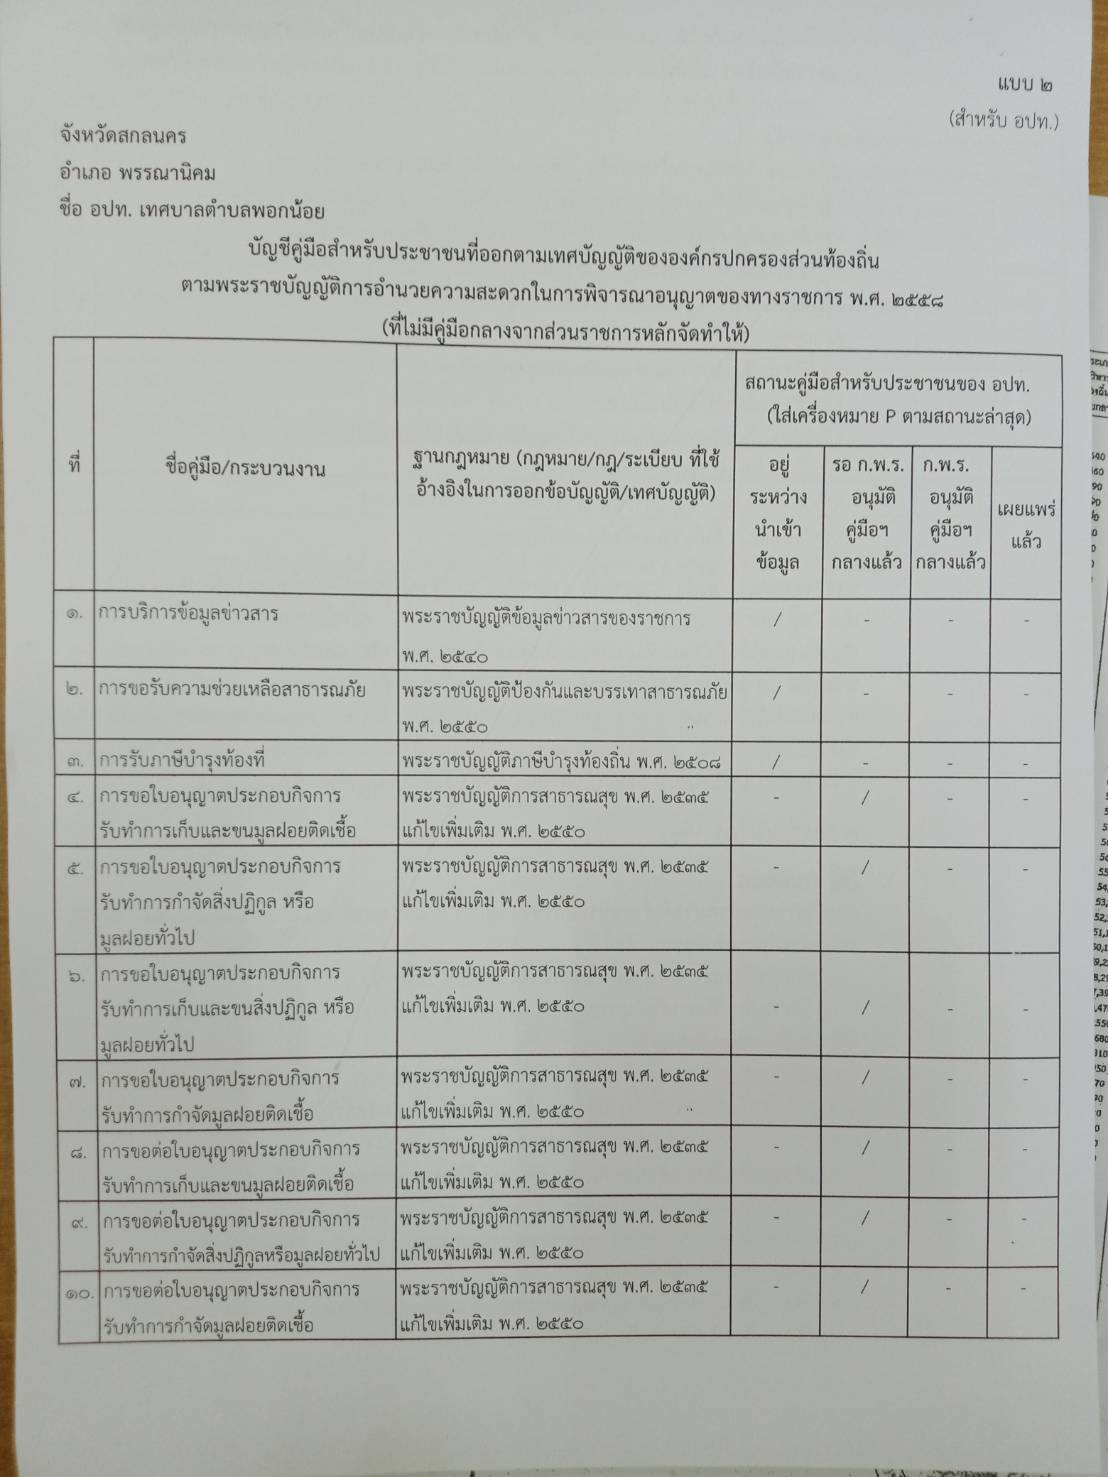 แบบ ๒
(สำหรับ อปท.)
จังหวัดสกลนคร
อำเภอ พรรณานิคม
ชื่อ อปท. เทศบาลตำบลพอกน้อย
บัญชีคู่มือสำหรับประชาชนที่ออกตามเทศบัญญัติขององค์กรปกครองส่วนท้องถิ่น
ตามพระราชบัญญัติการอำนวยความสะดวกในการพิจารณาอนุญาตของทางราชการ พ.ศ. ๒๕๕๘
(ที่ไม่มีคู่มือกลางจากส่วนราชการหลักจัดทำให้)
ที่
ชื่อคู่มือ/กระบวนงาน
ฐานกฎหมาย (กฎหมาย/กฎ/ระเบียบ ที่ใช้
อ้างอิงในการออกข้อบัญญัติ/เทศบัญญัติ)
สถานะคู่มือสำหรับประชาชนของ อปท.
(ใส่เครื่องหมาย P ตามสถานะล่าสุด)
อยู่
ระหว่าง
นำเข้า
ข้อมูล
รอ ก.พ.ร.
อนุมัติ
คู่มือฯ
กลางแล้ว
ก.พ.ร.
อนุมัติ
คู่มือฯ
กลางแล้ว
เผยแพร่
แล้ว
๑. การบริการข้อมูลข่าวสาร พระราชบัญญัติข้อมูลข่าวสารของราชการ / - - -
พ.ศ. ๒๕๔๐
๒. การขอรับความช่วยเหลือสาธารณภัย พระราชบัญญัติป้องกันและบรรเทาสาธารณภัย / - - -
พ.ศ. ๒๕๕๐
๓. การรับภาษีบำรุงท้องที่ พระราชบัญญัติภาษีบำรุงท้องถิ่น พ.ศ. ๒๕๐๘ / - - -
๔. การขอใบอนุญาตประกอบกิจการ พระราชบัญญัติการสาธารณสุข พ.ศ. ๒๕๓๕ - / - -
รับทำการเก็บและขนมูลฝอยติดเชื้อ แก้ไขเพิ่มเติม พ.ศ. ๒๕๕๐
๕. การขอใบอนุญาตประกอบกิจการ พระราชบัญญัติการสาธารณสุข พ.ศ. ๒๕๓๕ - / - -
รับทำการกำจัดสิ่งปฏิกูล หรือ แก้ไขเพิ่มเติม พ.ศ. ๒๕๕๐
มูลฝอยทั่วไป
๖. การขอใบอนุญาตประกอบกิจการ พระราชบัญญัติการสาธารณสุข พ.ศ. ๒๕๓๕
รับทำการเก็บและขนสิ่งปฏิกูล หรือ แก้ไขเพิ่มเติม พ.ศ. ๒๕๕๐ - / - -
มูลฝอยทั่วไป
๗. การขอใบอนุญาตประกอบกิจการ พระราชบัญญัติการสาธารณสุข พ.ศ. ๒๕๓๕ - / - -
รับทำการกำจัดมูลฝอยติดเชื้อ แก้ไขเพิ่มเติม พ.ศ. ๒๕๕๐
๘. การขอต่อใบอนุญาตประกอบกิจการ พระราชบัญญัติการสาธารณสุข พ.ศ. ๒๕๓๕ - / - -
รับทำการเก็บและขนมูลฝอยติดเชื้อ แก้ไขเพิ่มเติม พ.ศ. ๒๕๕๐
๙. การขอต่อใบอนุญาตประกอบกิจการ พระราชบัญญัติการสาธารณสุข พ.ศ. ๒๕๓๕ - / - -
รับทำการกำจัดสิ่งปฏิกูลหรือมูลฝอยทั่วไป แก้ไขเพิ่มเติม พ.ศ. ๒๕๕๐
๑๐. การขอต่อใบอนุญาตประกอบกิจการ พระราชบัญญัติการสาธารณสุข พ.ศ. ๒๕๓๕ - / - -
รับทำการกำจัดมูลฝอยติดเชื้อ แก้ไขเพิ่มเติม พ.ศ. ๒๕๕๐